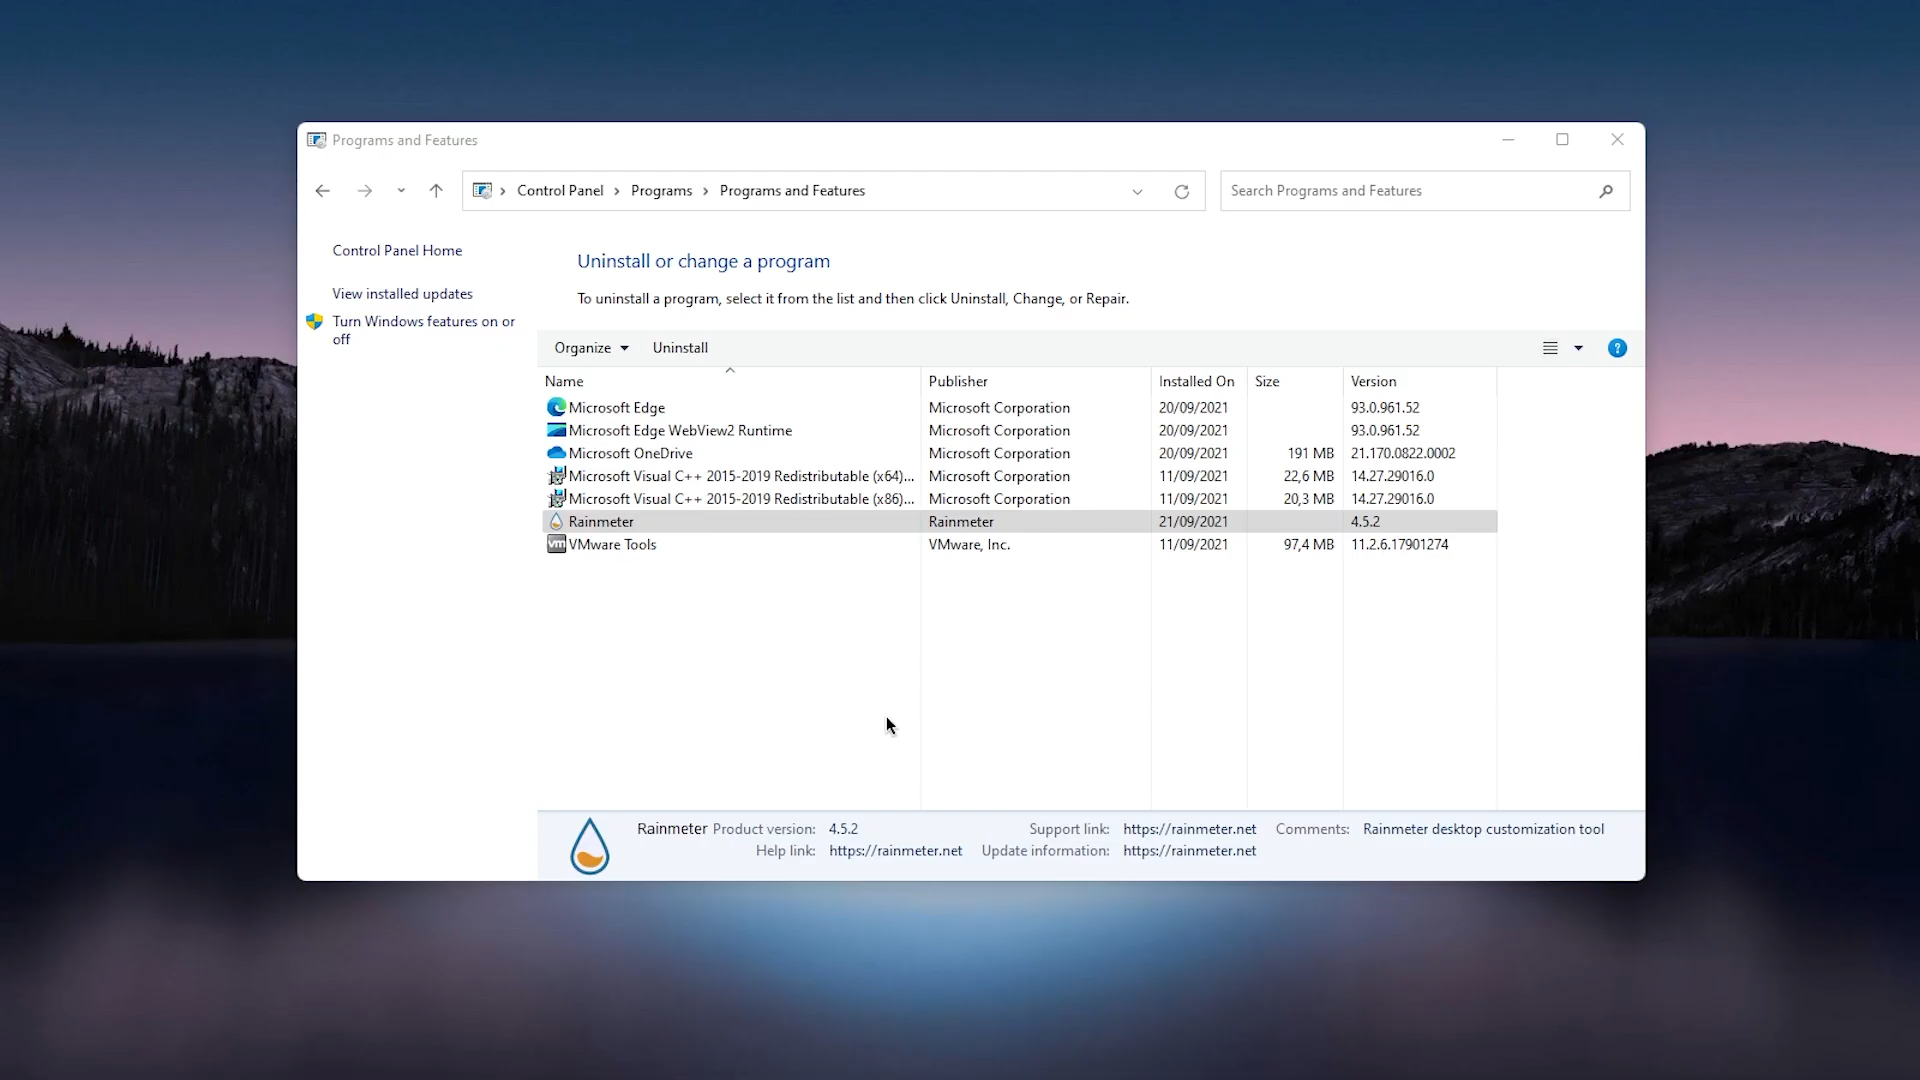 Programs and Features
Control Panel > Programs > Programs and Features
Search Programs and Features
Control Panel Home
View installed updates
Turn Windows features on or
off
Uninstall or change a program
To uninstall a program, select it from the list and then click Uninstall, Change, or Repair.
Organize Uninstall
?
Name Publisher Installed On Size Version
Microsoft Edge Microsoft Corporation 20/09/2021 93.0.961.52
Microsoft Edge WebView2 Runtime Microsoft Corporation 20/09/2021 93.0.961.52
Microsoft OneDrive Microsoft Corporation 20/09/2021 191 MB 21.170.0822.0002
Microsoft Visual C++ 2015-2019 Redistributable (x64)... Microsoft Corporation 11/09/2021 22,6 MB 14.27.29016.0
Microsoft Visual C++ 2015-2019 Redistributable (x86)... Microsoft Corporation 11/09/2021 20,3 MB 14.27.29016.0
Rainmeter Rainmeter 21/09/2021 4.5.2
vm VMware Tools VMware, Inc. 11/09/2021 97,4 MB 11.2.6.17901274
Rainmeter Product version: 4.5.2 Support link: https://rainmeter.net Comments: Rainmeter desktop customization tool
Help link: https://rainmeter.net Update information: https://rainmeter.net